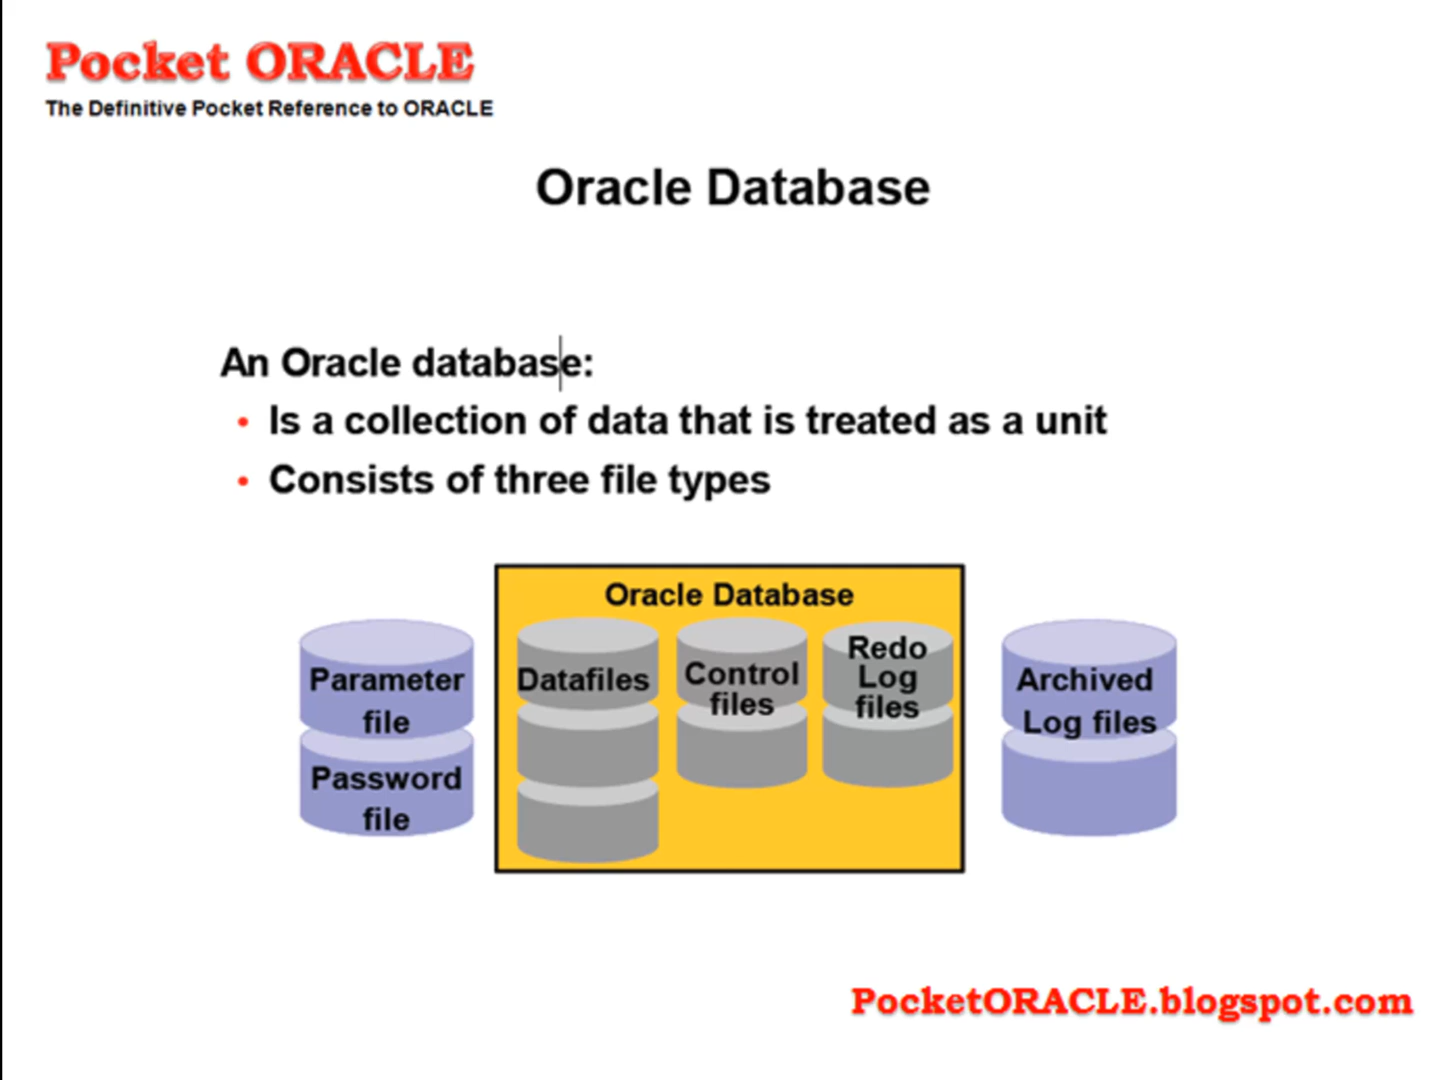 Pocket ORACLE
The Definitive Pocket Reference to ORACLE
Oracle Database
An Oracle database:
• Is a collection of data that is treated as a unit
• Consists of three file types
Oracle Database
Parameter
file
Password
file
Datafiles
Control
files
Redo
Log
files
Archived
Log files
PocketORACLE.blogspot.com